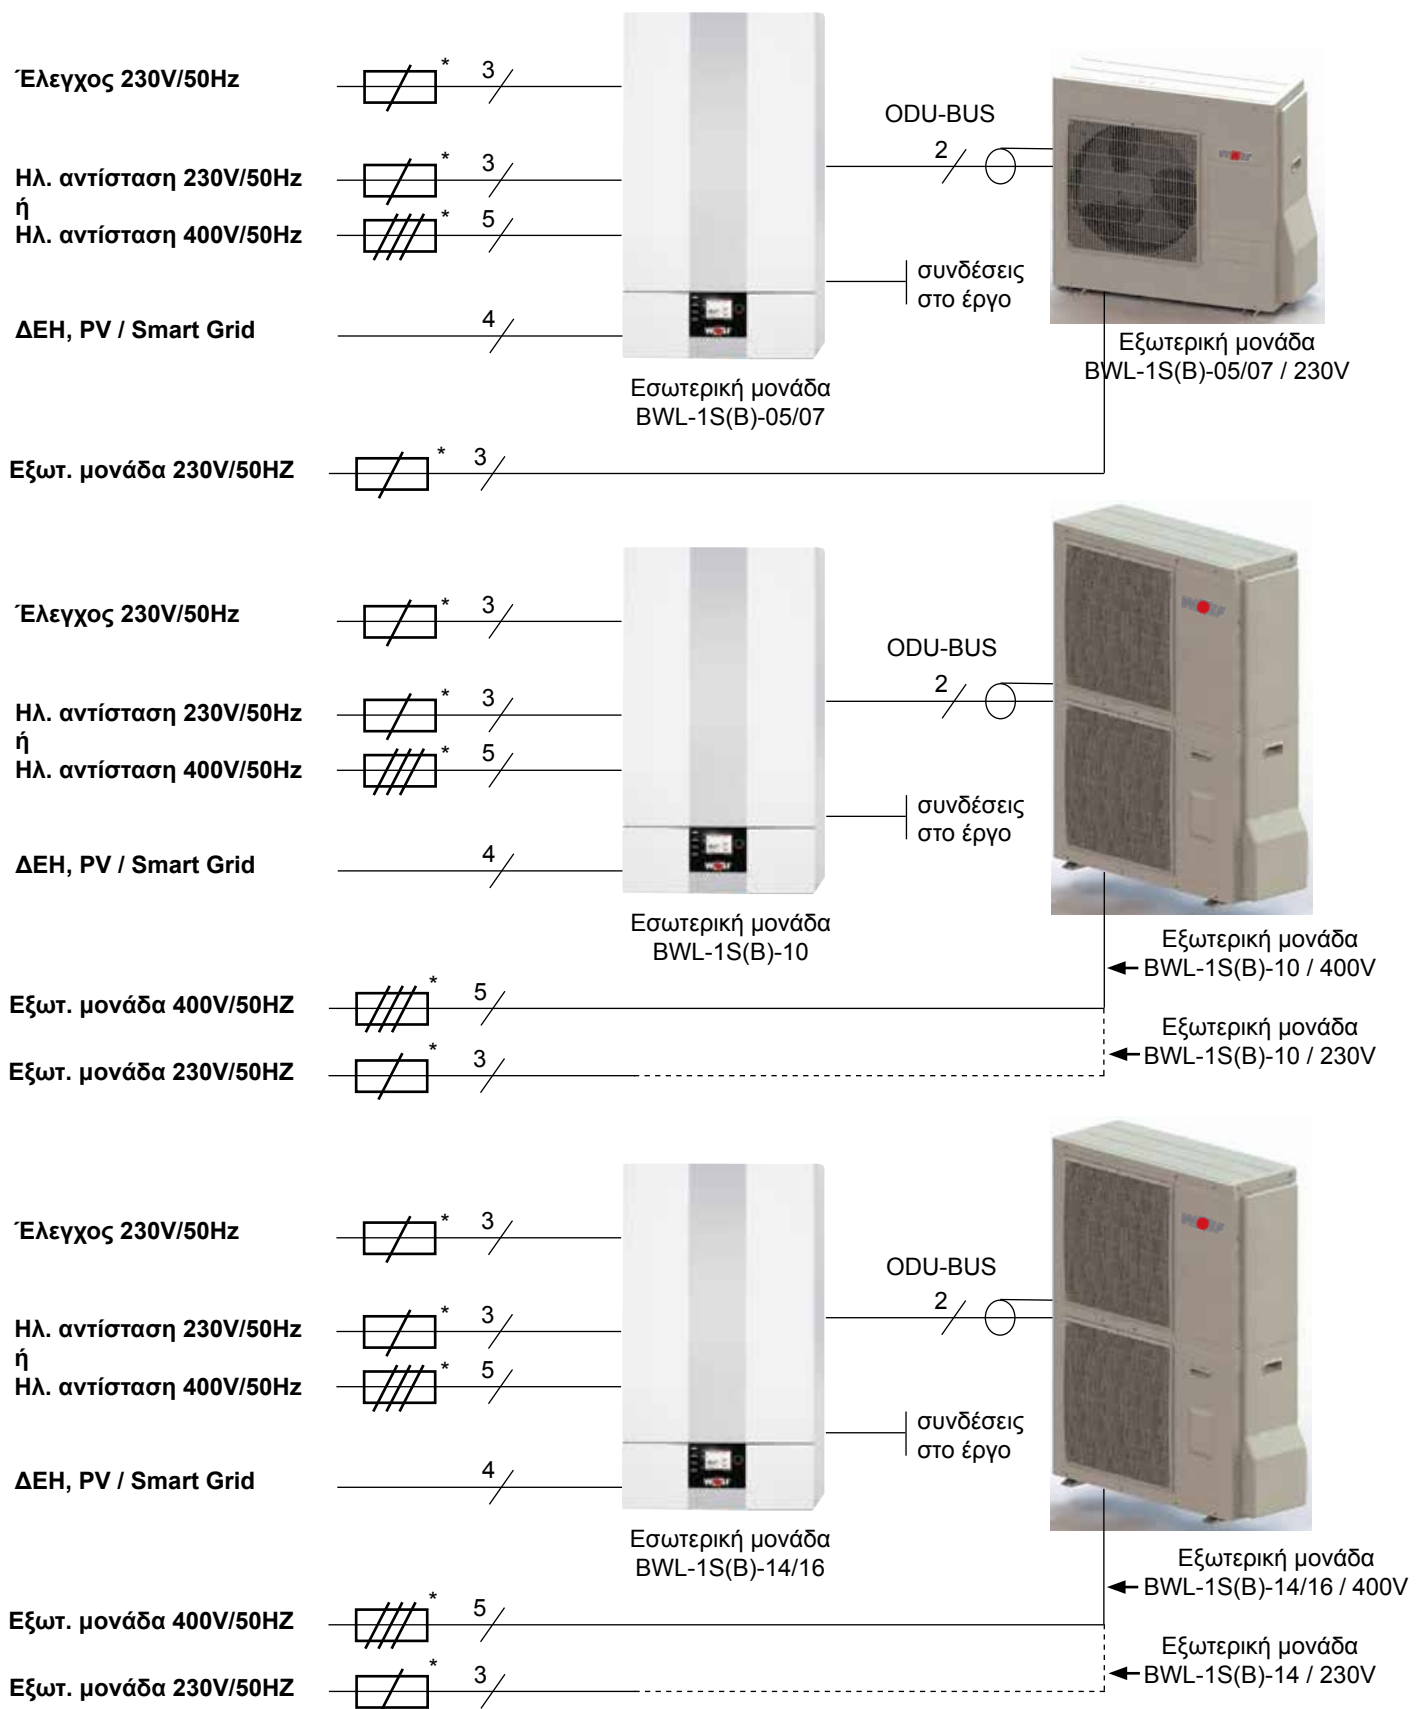 Έλεγχος 230V/50Hz
* 3
Ηλ. αντίσταση 230V/50Hz
* 3
ή
Ηλ. αντίσταση 400V/50Hz
* 5
ΔΕΗ, PV / Smart Grid
4
ODU-BUS
2
WOLF
συνδέσεις
στο έργο
WOLF
Εσωτερική μονάδα
BWL-1S(B)-05/07
Εξωτερική μονάδα
BWL-1S(B)-05/07 / 230V
Εξωτ. μονάδα 230V/50HZ
* 3
Έλεγχος 230V/50Hz
* 3
Ηλ. αντίσταση 230V/50Hz
* 3
ή
Ηλ. αντίσταση 400V/50Hz
* 5
ΔΕΗ, PV / Smart Grid
4
ODU-BUS
2
WOLF
συνδέσεις
στο έργο
WOLF
Εσωτερική μονάδα
BWL-1S(B)-10
Εξωτερική μονάδα
BWL-1S(B)-10 / 400V
Εξωτ. μονάδα 400V/50HZ
* 5
Εξωτερική μονάδα
BWL-1S(B)-10 / 230V
Εξωτ. μονάδα 230V/50HZ
* 3
Έλεγχος 230V/50Hz
* 3
Ηλ. αντίσταση 230V/50Hz
* 3
ή
Ηλ. αντίσταση 400V/50Hz
* 5
ΔΕΗ, PV / Smart Grid
4
ODU-BUS
2
WOLF
συνδέσεις
στο έργο
WOLF
Εσωτερική μονάδα
BWL-1S(B)-14/16
Εξωτερική μονάδα
BWL-1S(B)-14/16 / 400V
Εξωτ. μονάδα 400V/50HZ
* 5
Εξωτερική μονάδα
BWL-1S(B)-14 / 230V
Εξωτ. μονάδα 230V/50HZ
* 3